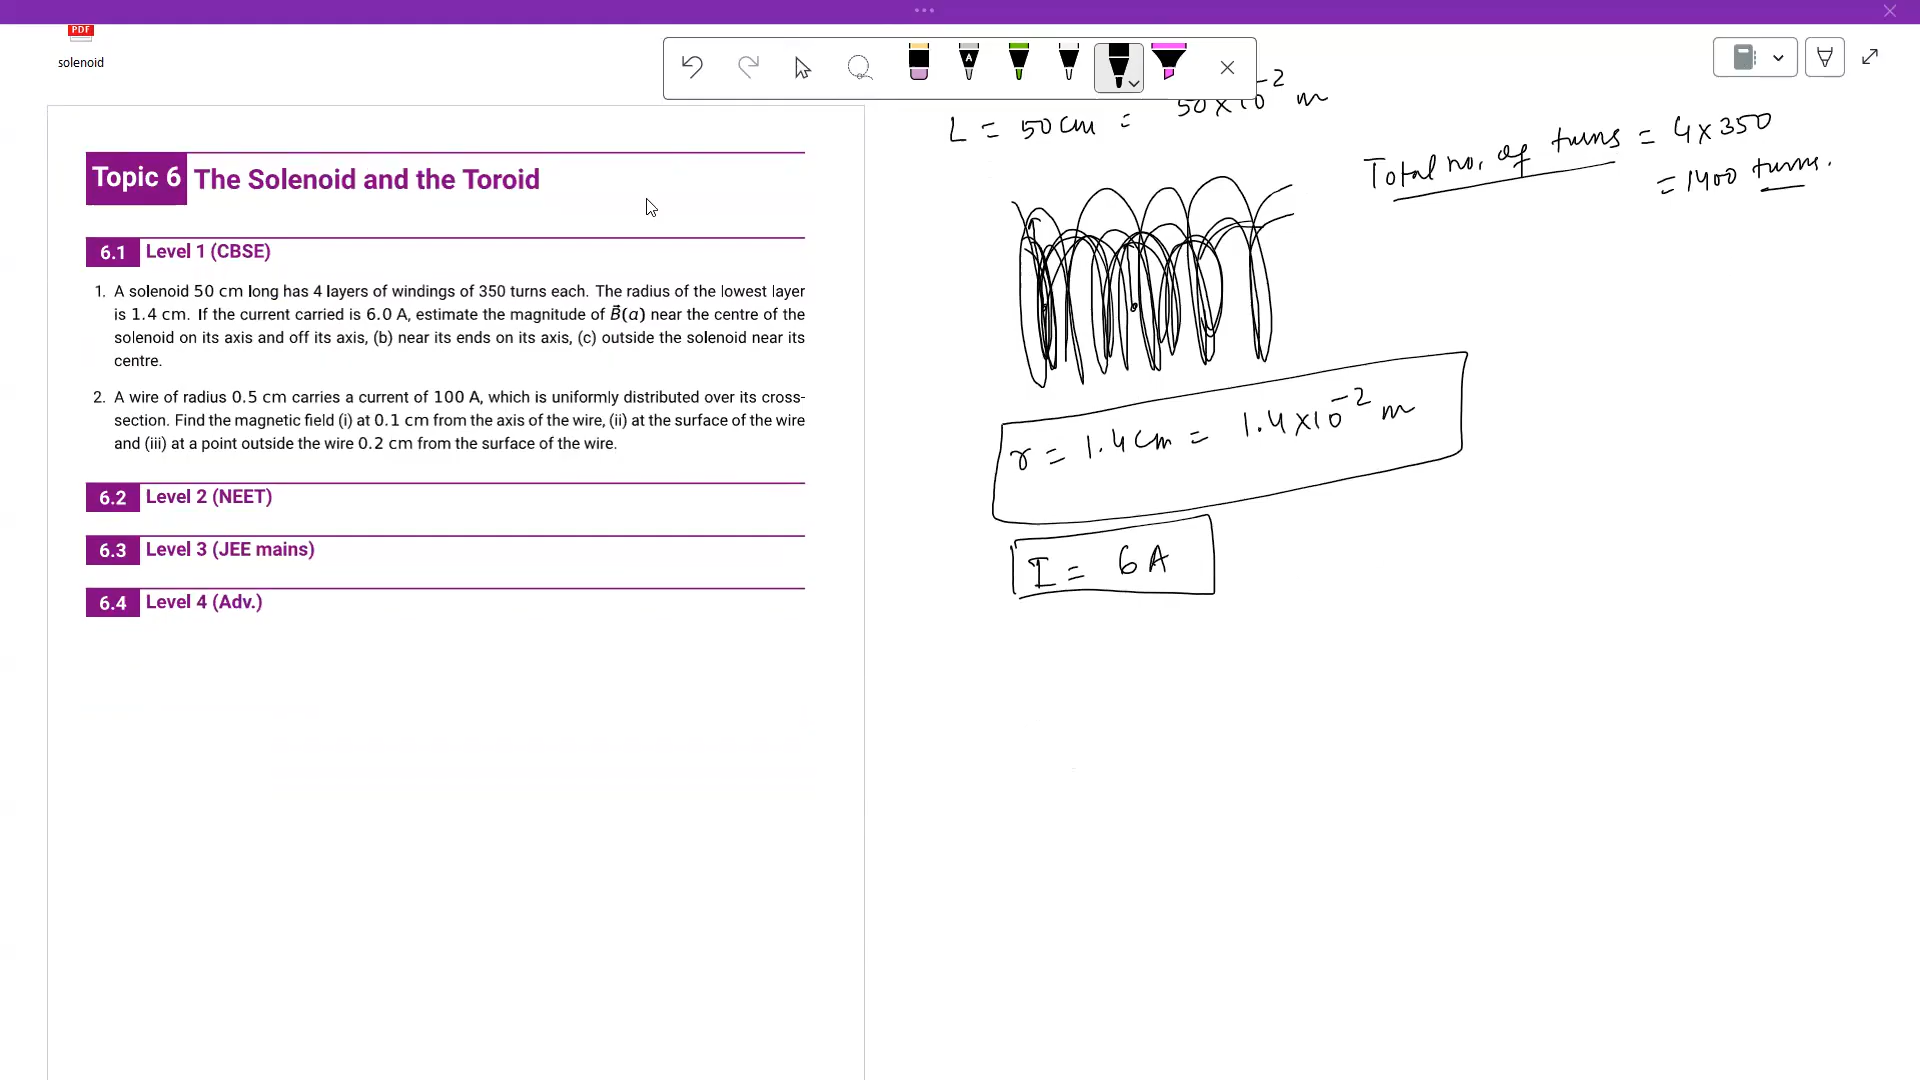 PDF
solenoid
Topic 6 The Solenoid and the Toroid
6.1 Level 1 (CBSE)
1. A solenoid 50 cm long has 4 layers of windings of 350 turns each. The radius of the lowest layer
is 1.4 cm. If the current carried is 6.0 A, estimate the magnitude of B⃗(a) near the centre of the
solenoid on its axis and off its axis, (b) near its ends on its axis, (c) outside the solenoid near its
centre.
2. A wire of radius 0.5 cm carries a current of 100 A, which is uniformly distributed over its cross-
section. Find the magnetic field (i) at 0.1 cm from the axis of the wire, (ii) at the surface of the wire
and (iii) at a point outside the wire 0.2 cm from the surface of the wire.
6.2 Level 2 (NEET)
6.3 Level 3 (JEE mains)
6.4 Level 4 (Adv.)
A
L = 50 cm = 50 × 10⁻² m
Total no. of turns = 4 × 350
= 1400 turns.
r = 1.4 cm = 1.4 × 10⁻² m
I = 6 A